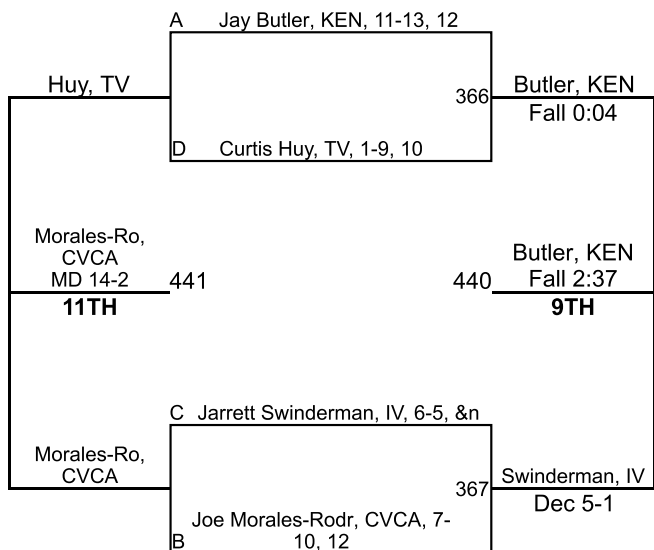 A Jay Butler, KEN, 11-13, 12
Huy, TV
366
Butler, KEN
Fall 0:04
D Curtis Huy, TV, 1-9, 10
Morales-Ro,
CVCA
MD 14-2
11TH
441
440
Butler, KEN
Fall 2:37
9TH
C Jarrett Swinderman, IV, 6-5, &n
Morales-Ro,
CVCA
367
Swinderman, IV
Dec 5-1
Joe Morales-Rodr, CVCA, 7-
B 10, 12